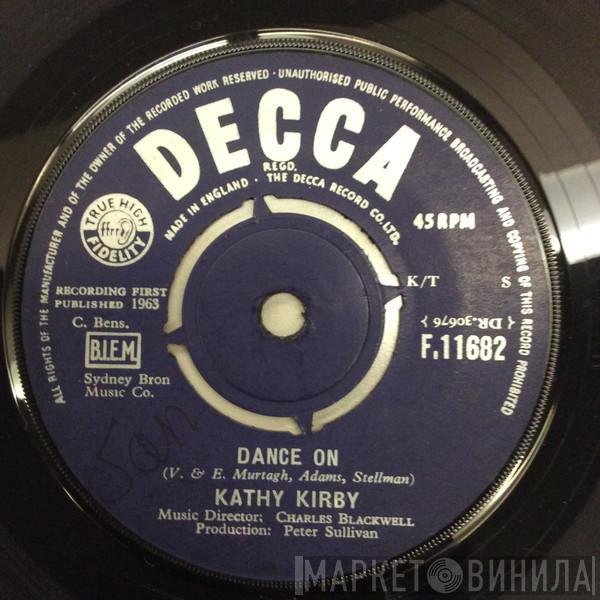 ALL RIGHTS OF THE MANUFACTURER AND OF THE OWNER OF THE RECORDED WORK RESERVED · UNAUTHORISED PUBLIC PERFORMANCE, BROADCASTING AND COPYING OF THIS RECORD PROHIBITED
DECCA
REGD.
MADE IN ENGLAND · THE DECCA RECORD CO. LTD.
TRUE HIGH
ffrr
FIDELITY
45 RPM
RECORDING FIRST
PUBLISHED 1963
K/T S
C. Bens.
(DR-30676)
B.I.E.M.
F.11682
Sydney Bron
Music Co.
Jan
DANCE ON
(V. & E. Murtagh, Adams, Stellman)
KATHY KIRBY
Music Director: CHARLES BLACKWELL
Production: Peter Sullivan
МАРКЕТ ВИНИЛА